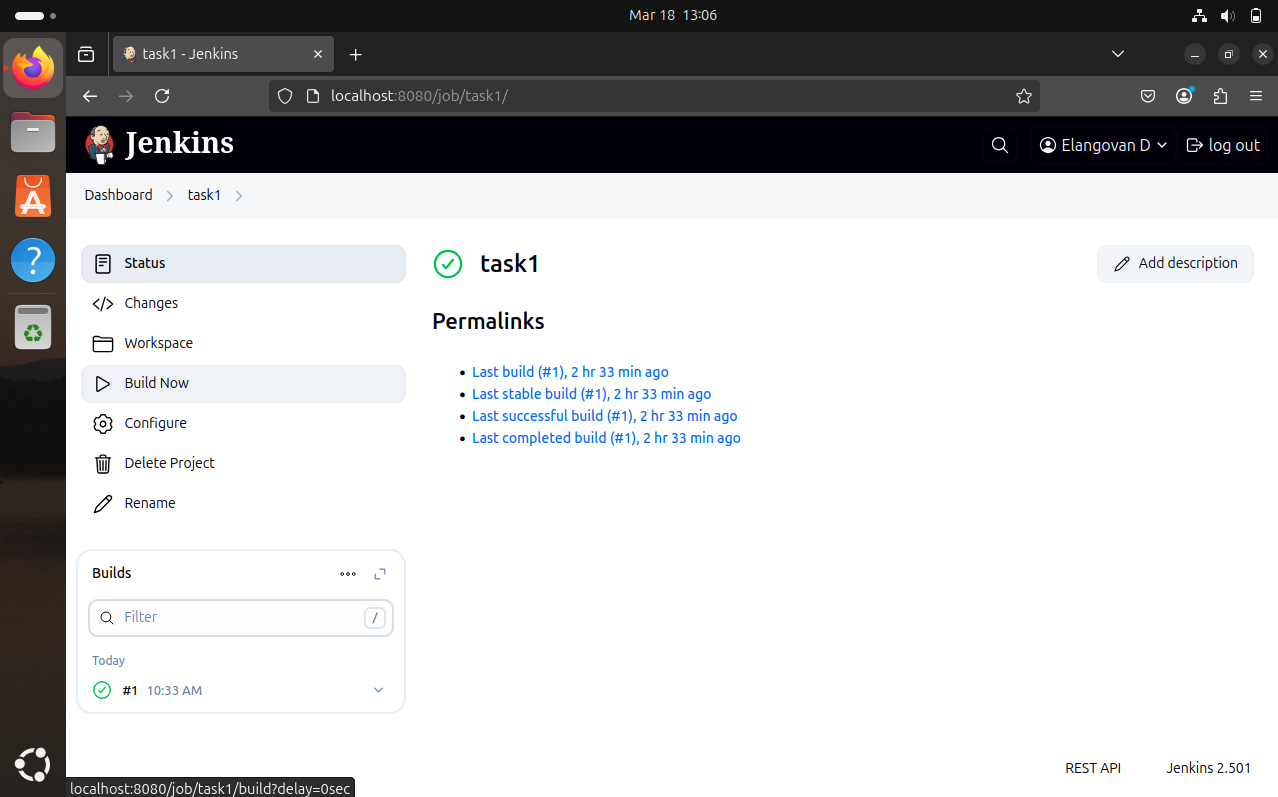 Mar 18 13:06
task1 - Jenkins
localhost:8080/job/task1/
Jenkins
Elangovan D
log out
Dashboard
task1
Status
Changes
Workspace
Build Now
Configure
Delete Project
Rename
Builds
Filter
/
Today
#1 10:33 AM
task1
Add description
Permalinks
Last build (#1), 2 hr 33 min ago
Last stable build (#1), 2 hr 33 min ago
Last successful build (#1), 2 hr 33 min ago
Last completed build (#1), 2 hr 33 min ago
REST API
Jenkins 2.501
localhost:8080/job/task1/build?delay=0sec